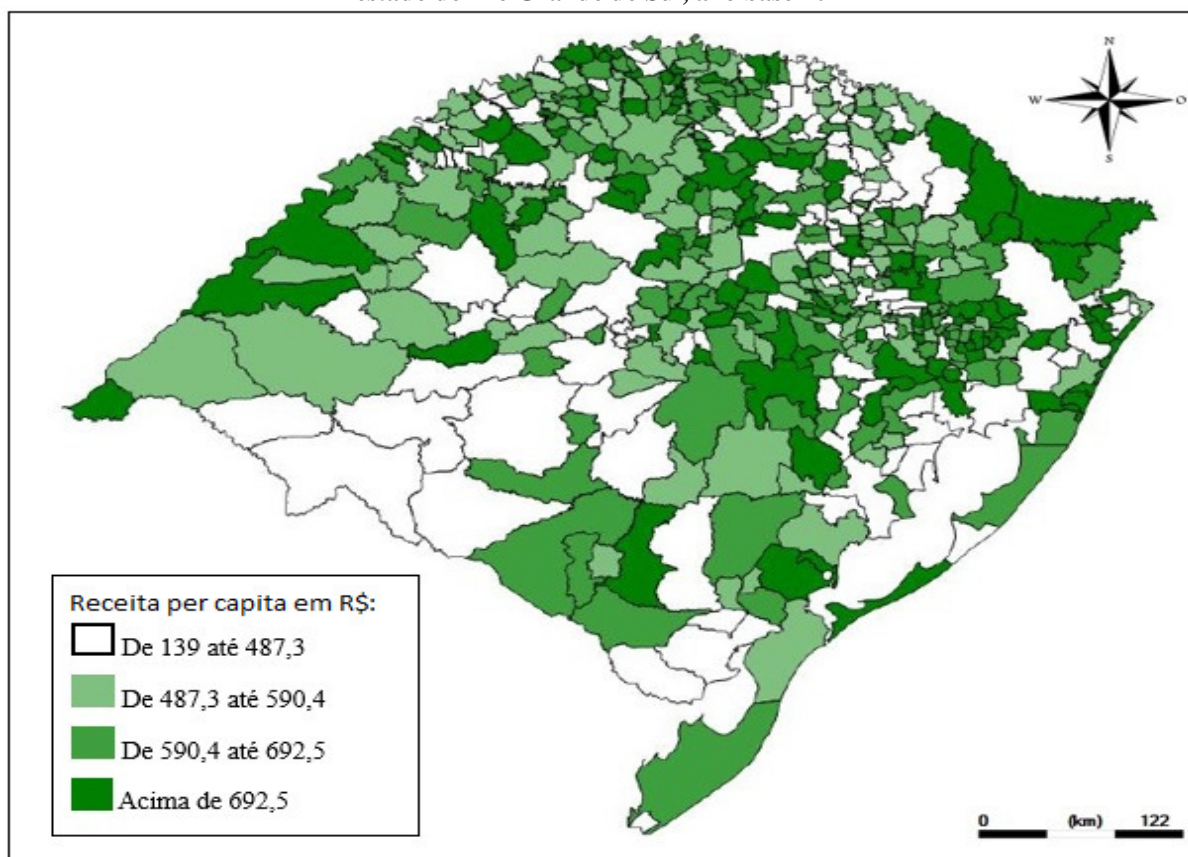 N
W
O
S
Receita per capita em R$:
De 139 até 487,3
De 487,3 até 590,4
De 590,4 até 692,5
Acima de 692,5
0 (km) 122